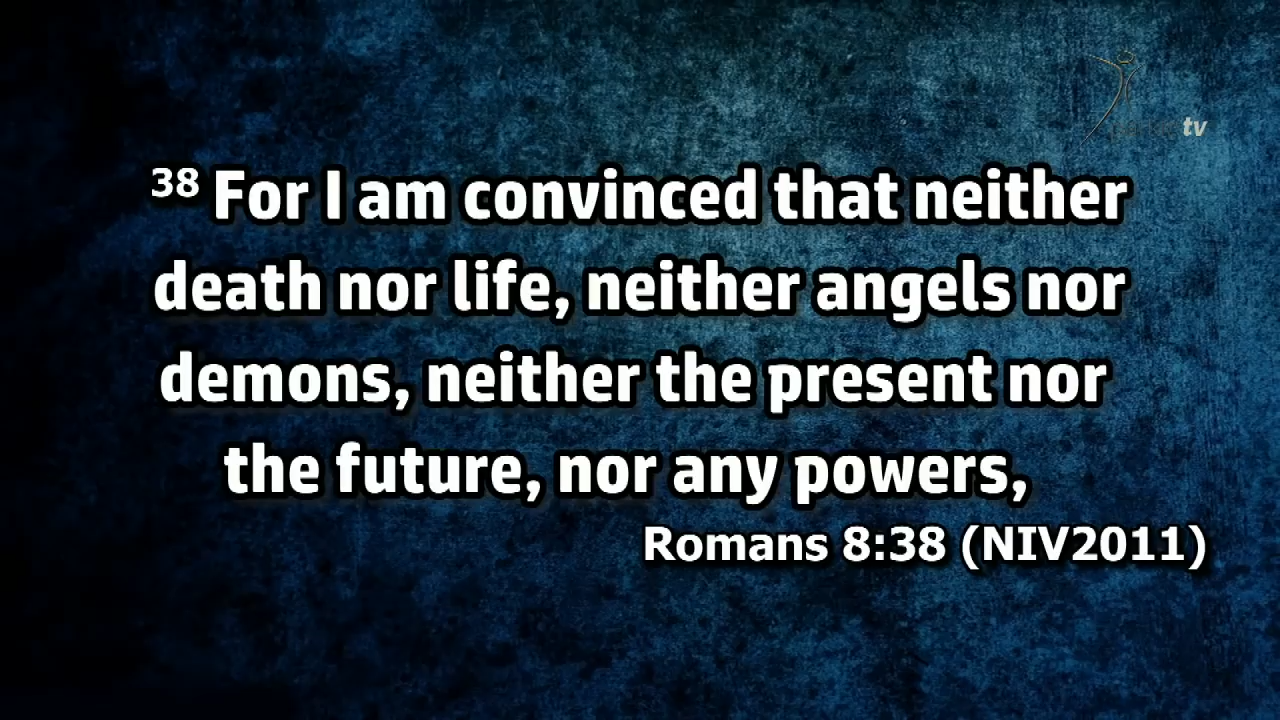 tv
38 For I am convinced that neither
death nor life, neither angels nor
demons, neither the present nor
the future, nor any powers,
Romans 8:38 (NIV2011)